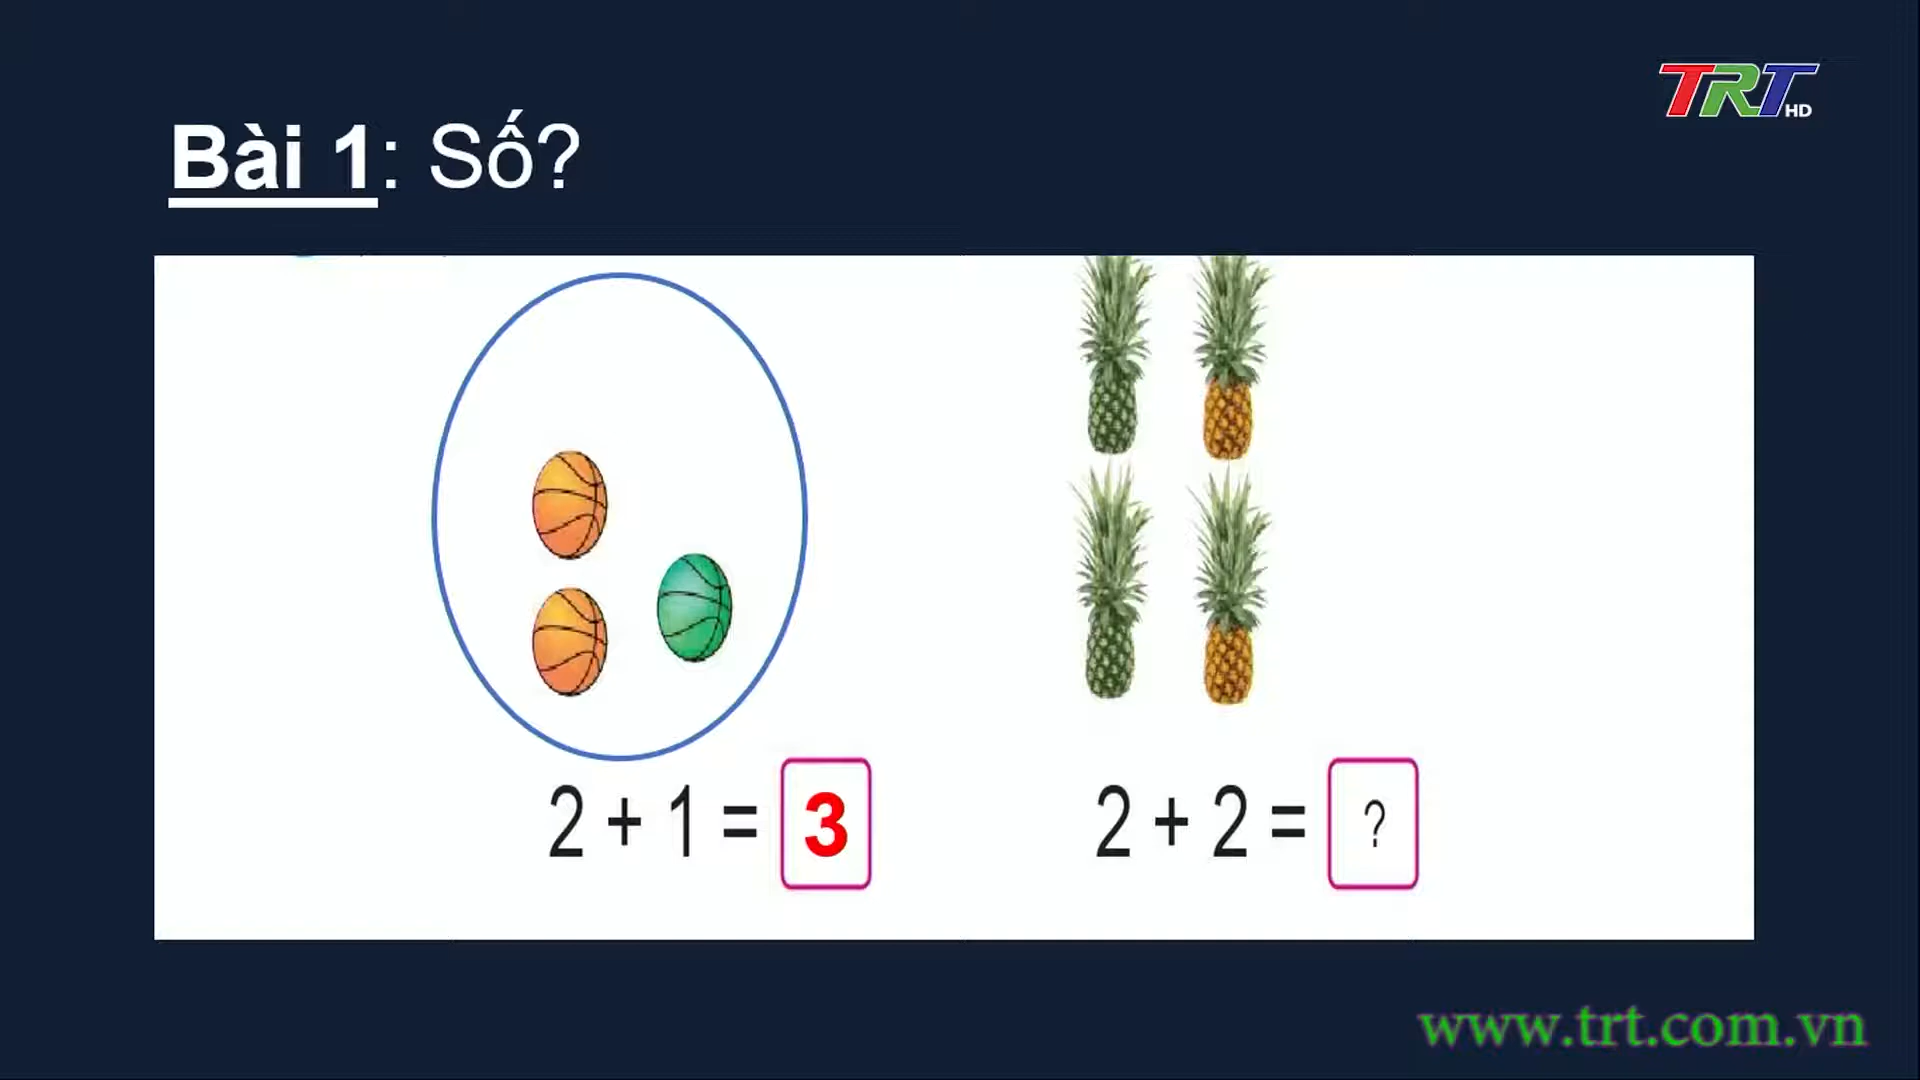 TRT HD
Bài 1: Số?
2 + 1 = 3
2 + 2 = ?
www.trt.com.vn